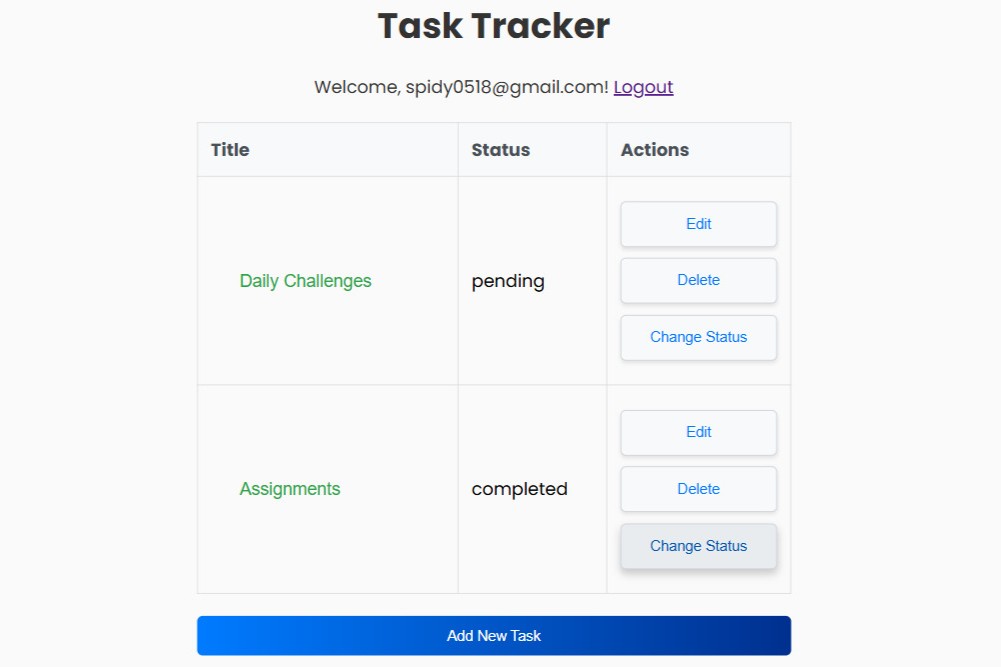 Task Tracker
Welcome, spidy0518@gmail.com! Logout
Title Status Actions
Edit
Daily Challenges pending Delete
Change Status
Edit
Assignments completed Delete
Change Status
Add New Task